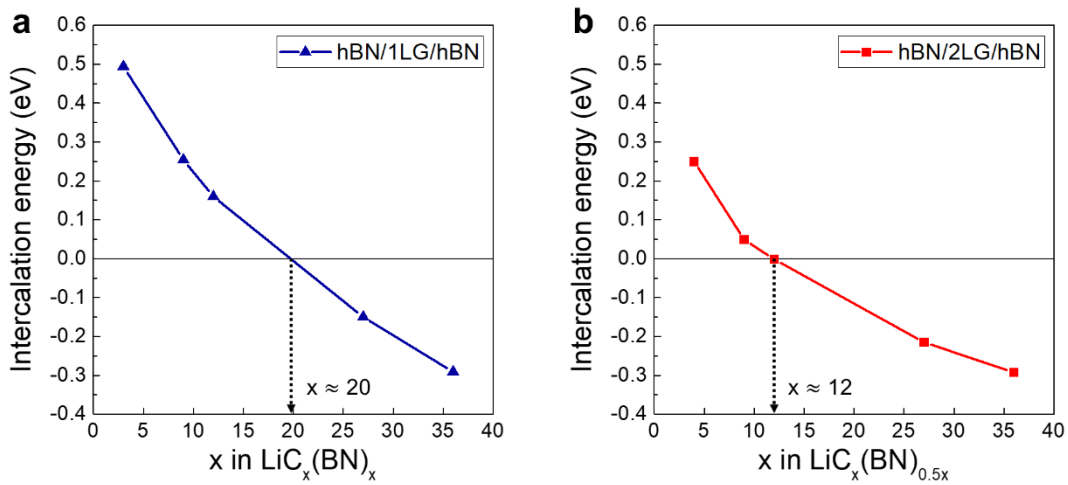 a
hBN/1LG/hBN
Intercalation energy (eV)
0.6
0.5
0.4
0.3
0.2
0.1
0.0
-0.1
-0.2
-0.3
-0.4
x ≈ 20
0 5 10 15 20 25 30 35 40
x in LiCₓ(BN)ₓ
b
hBN/2LG/hBN
Intercalation energy (eV)
0.6
0.5
0.4
0.3
0.2
0.1
0.0
-0.1
-0.2
-0.3
-0.4
x ≈ 12
0 5 10 15 20 25 30 35 40
x in LiCₓ(BN)₀.₅ₓ